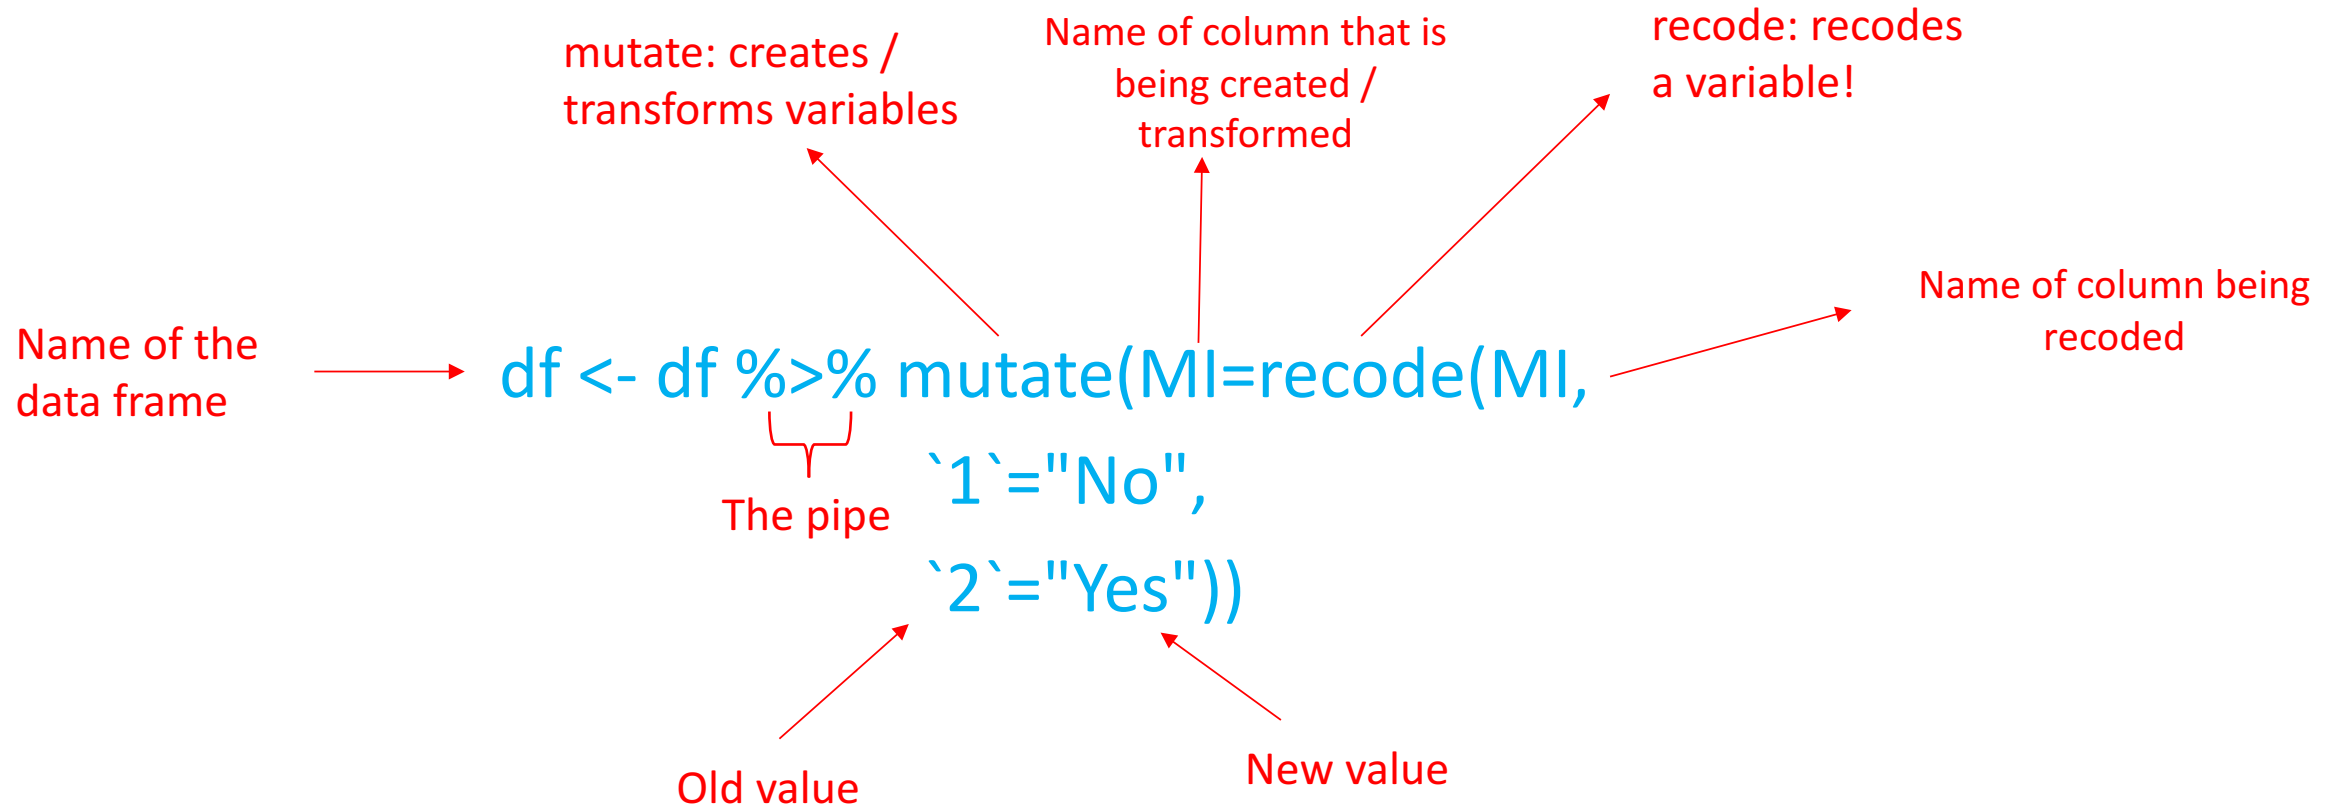 mutate: creates /
transforms variables
Name of column that is
being created /
transformed
recode: recodes
a variable!
Name of column being
recoded
Name of the
data frame
df <- df %>% mutate(MI=recode(MI,
`1`="No",
`2`="Yes"))
The pipe
Old value
New value